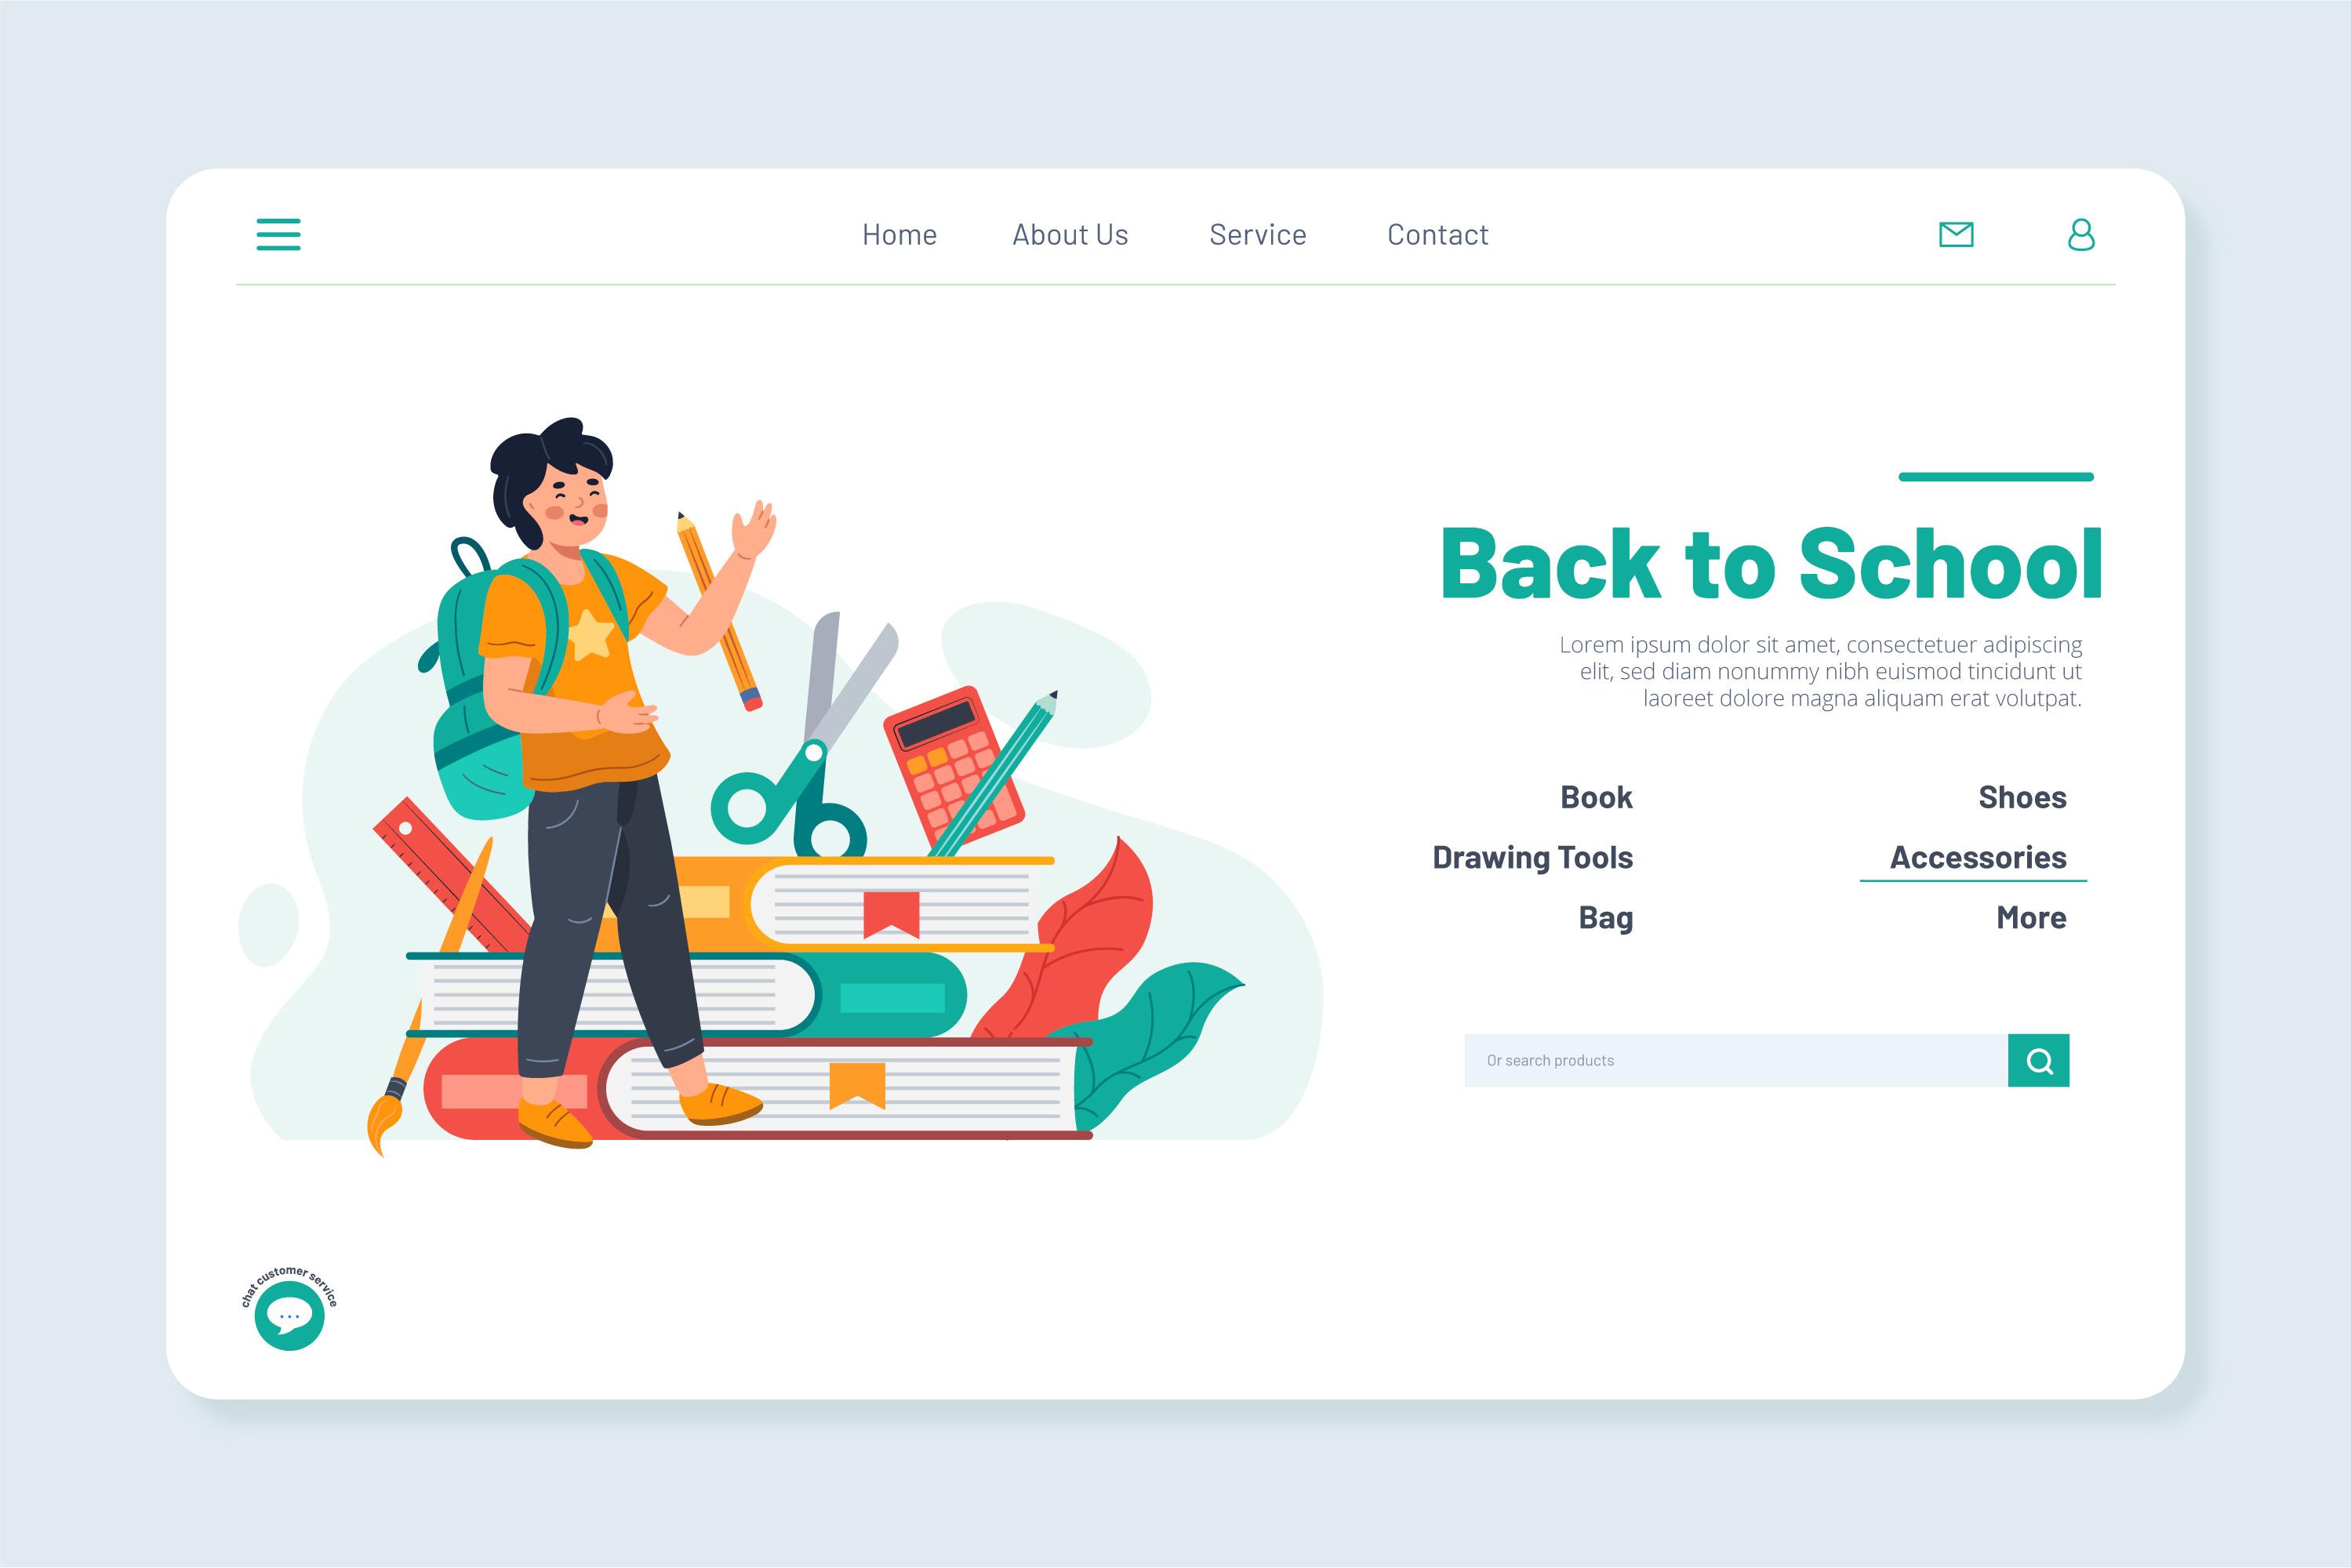 Home
About Us
Service
Contact
Back to School
Lorem ipsum dolor sit amet, consectetuer adipiscing
elit, sed diam nonummy nibh euismod tincidunt ut
laoreet dolore magna aliquam erat volutpat.
Book
Shoes
Drawing Tools
Accessories
Bag
More
Or search products
chat customer service